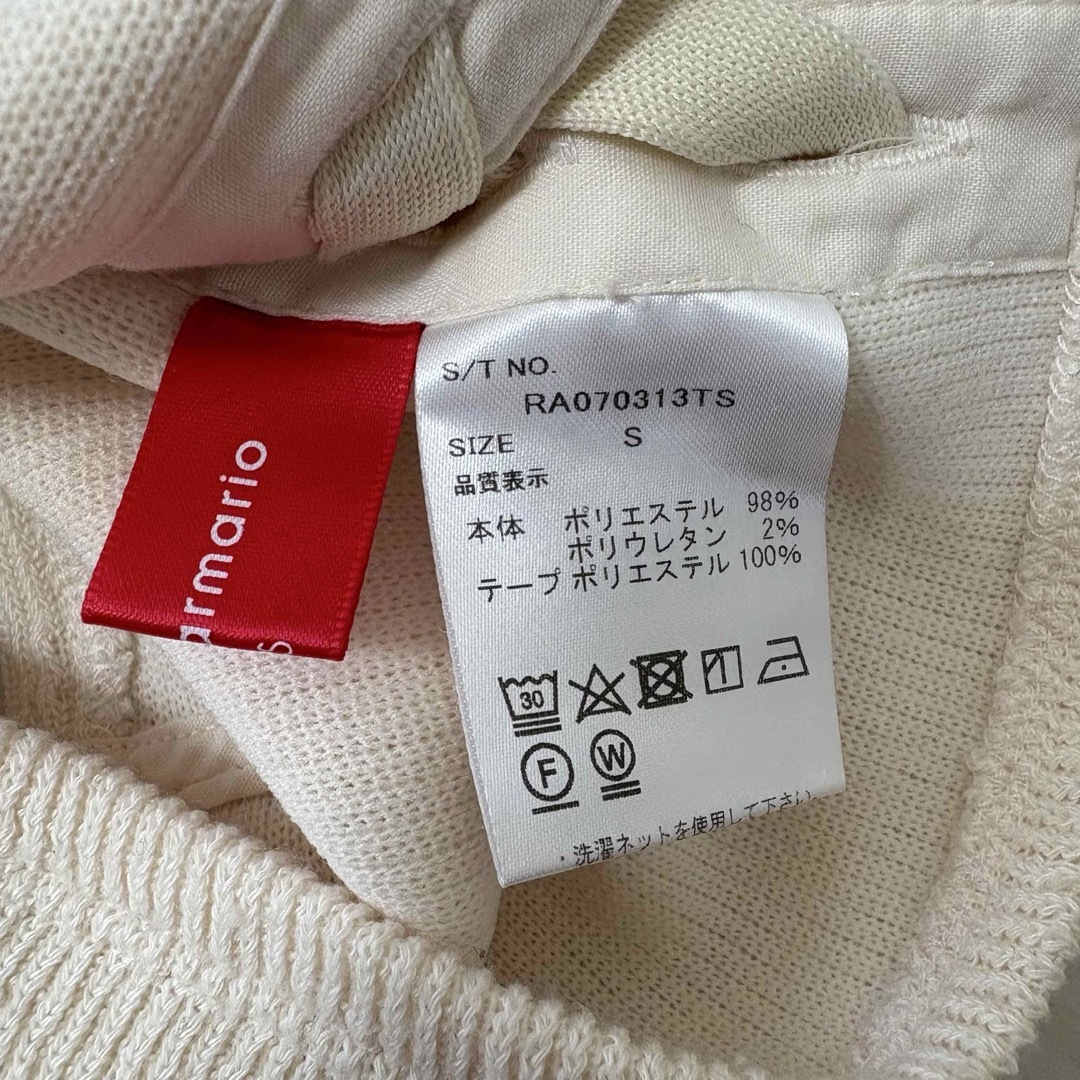 armario
S/T NO.
RA070313TS
SIZE S
品質表示
本体 ポリエステル 98%
ポリウレタン 2%
テープ ポリエステル 100%
30
F W
・洗濯ネットを使用して下さい。